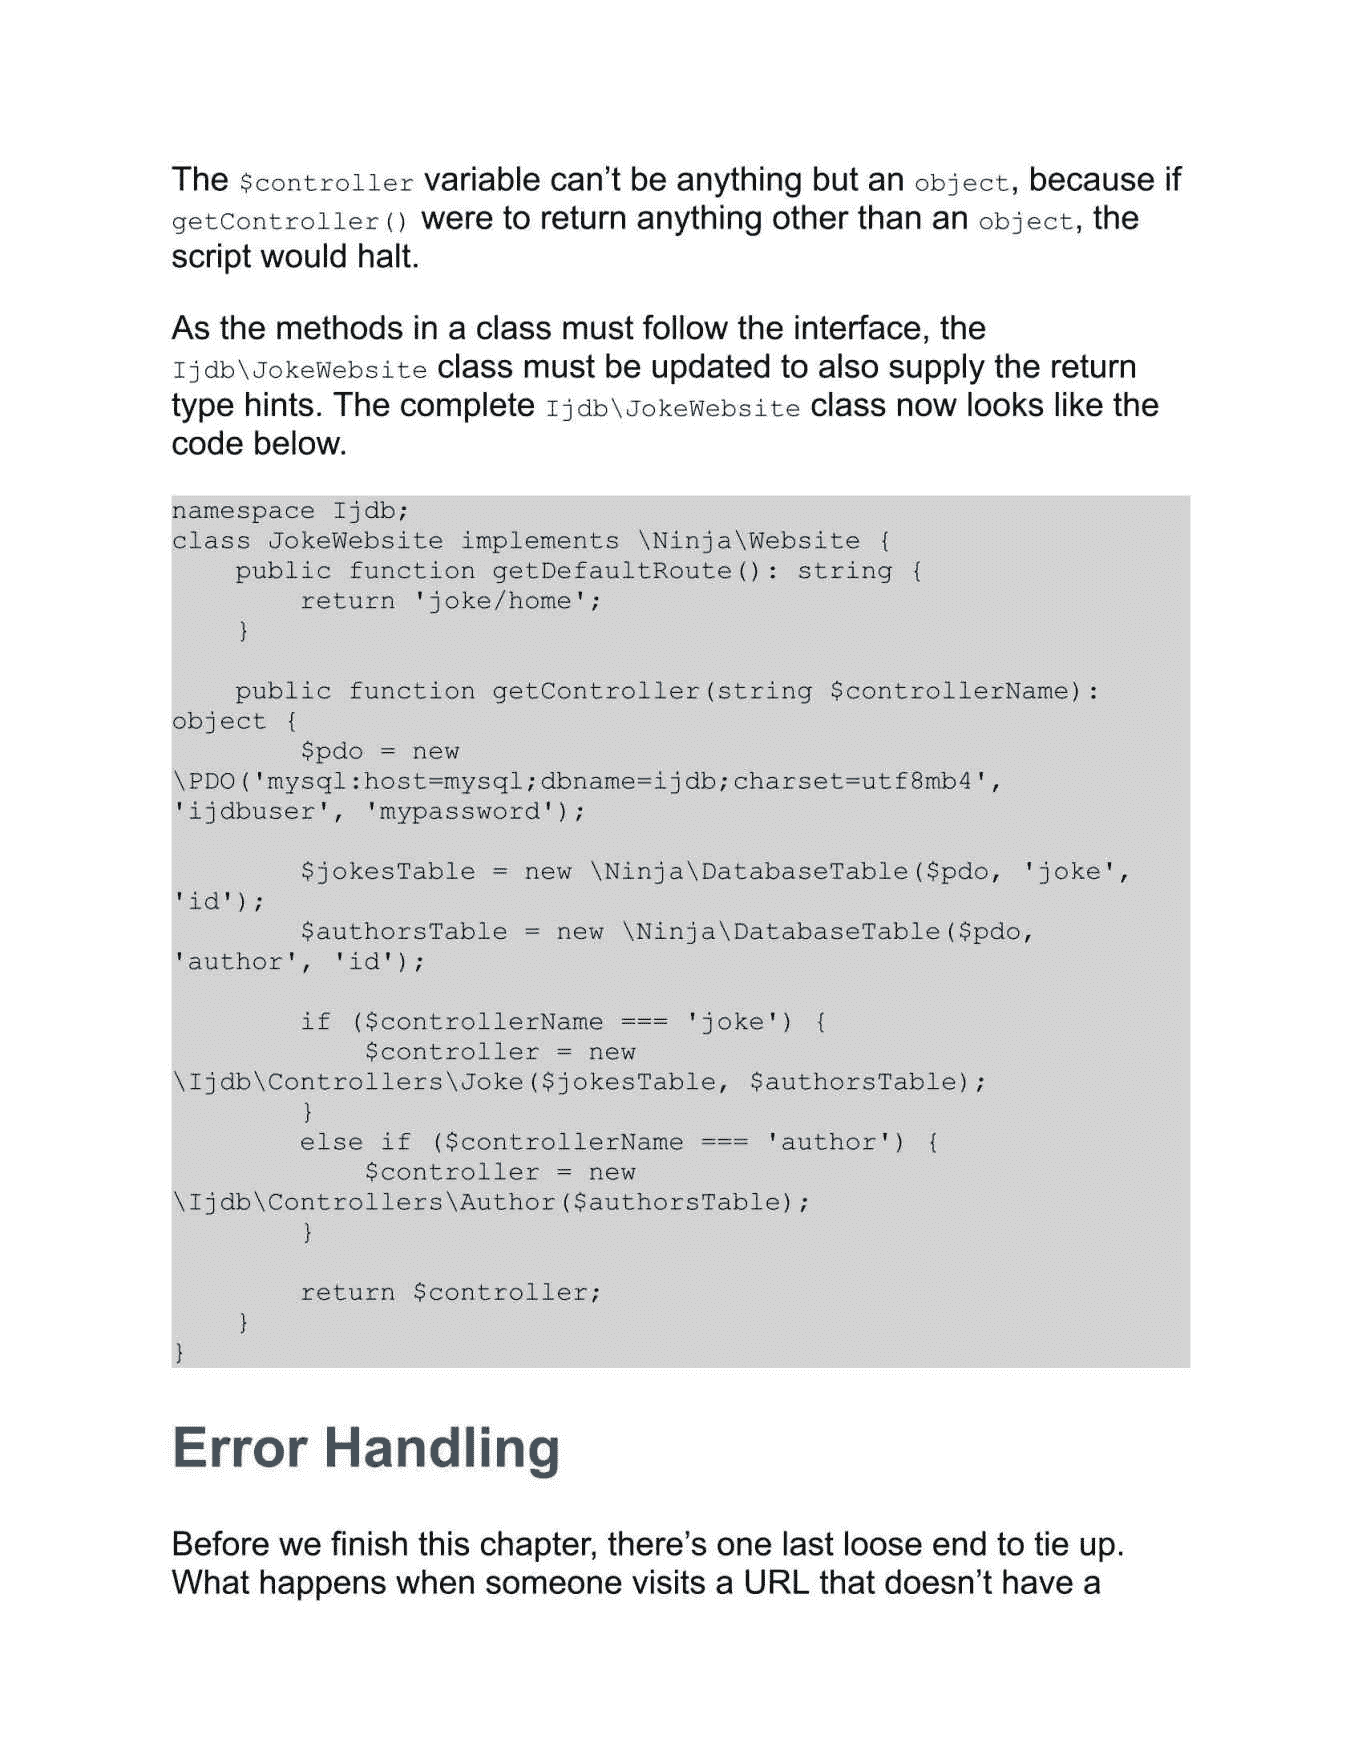 The $controller variable can’t be anything but an object, because if
getController() were to return anything other than an object, the
script would halt.
As the methods in a class must follow the interface, the
Ijdb\JokeWebsite class must be updated to also supply the return
type hints. The complete Ijdb\JokeWebsite class now looks like the
code below.
namespace Ijdb;
class JokeWebsite implements \Ninja\Website {
    public function getDefaultRoute(): string {
        return 'joke/home';
    }
    public function getController(string $controllerName):
object {
        $pdo = new
\PDO('mysql:host=mysql;dbname=ijdb;charset=utf8mb4',
'ijdbuser', 'mypassword');
        $jokesTable = new \Ninja\DatabaseTable($pdo, 'joke',
'id');
        $authorsTable = new \Ninja\DatabaseTable($pdo,
'author', 'id');
        if ($controllerName === 'joke') {
            $controller = new
\Ijdb\Controllers\Joke($jokesTable, $authorsTable);
        }
        else if ($controllerName === 'author') {
            $controller = new
\Ijdb\Controllers\Author($authorsTable);
        }
        return $controller;
    }
}
Error Handling
Before we finish this chapter, there’s one last loose end to tie up.
What happens when someone visits a URL that doesn’t have a